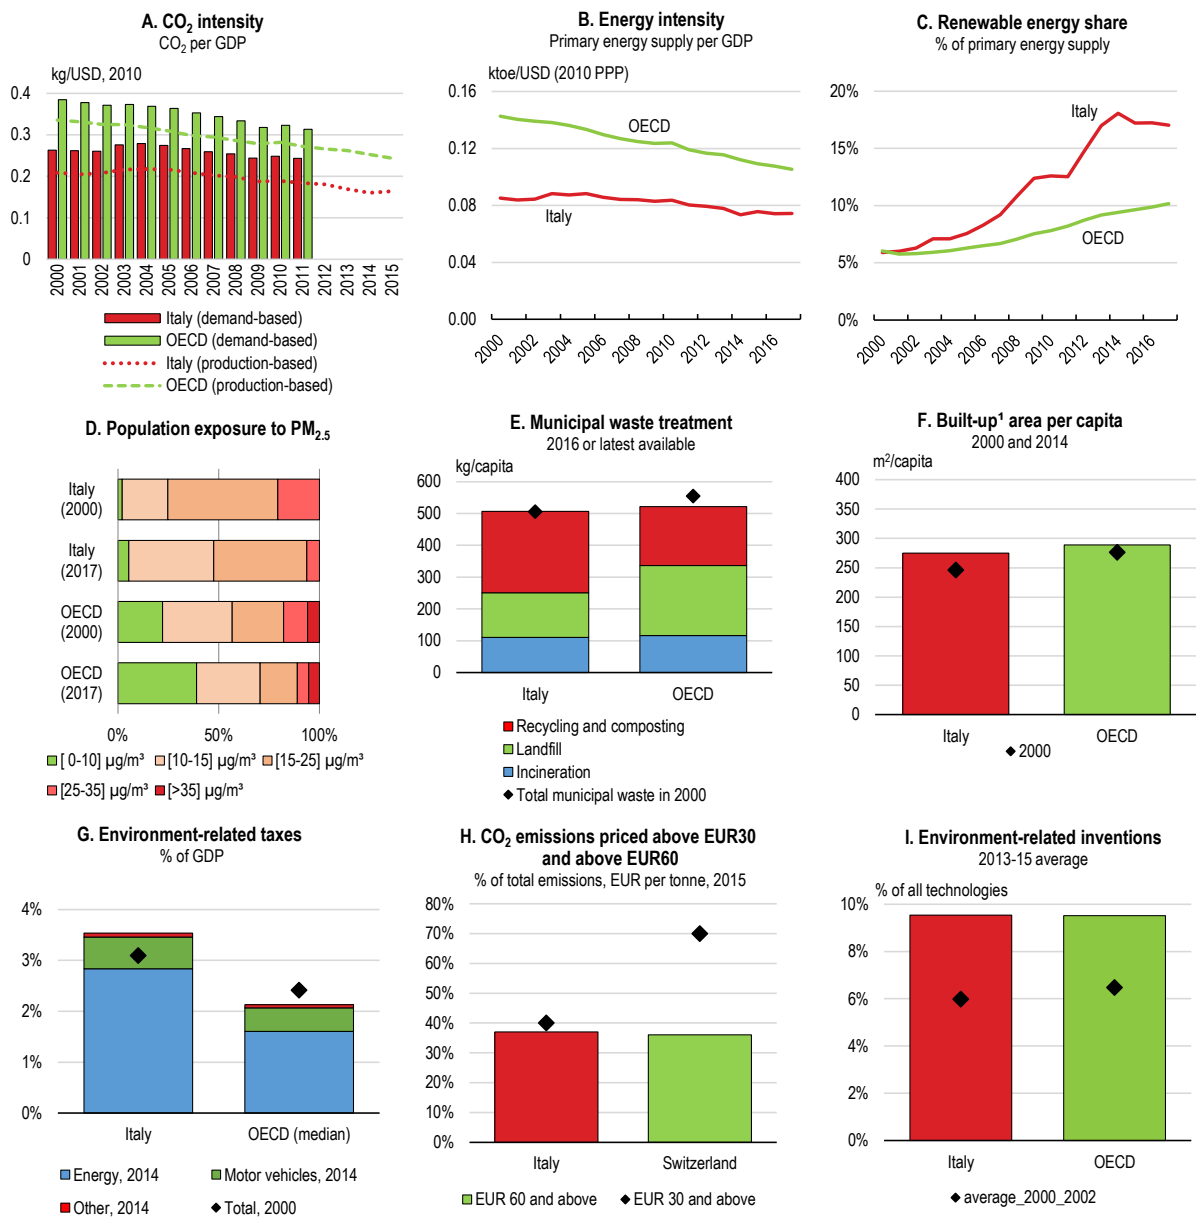 A. CO₂ intensity
CO₂ per GDP
kg/USD, 2010
0.4
0.3
0.2
0.1
0
2000
2001
2002
2003
2004
2005
2006
2007
2008
2009
2010
2011
2012
2013
2014
2015
Italy (demand-based)
OECD (demand-based)
Italy (production-based)
OECD (production-based)
B. Energy intensity
Primary energy supply per GDP
ktoe/USD (2010 PPP)
0.16
0.12
0.08
0.04
0.00
OECD
Italy
2000
2002
2004
2006
2008
2010
2012
2014
2016
C. Renewable energy share
% of primary energy supply
20%
15%
10%
5%
0%
Italy
OECD
2000
2002
2004
2006
2008
2010
2012
2014
2016
D. Population exposure to PM₂.₅
Italy
(2000)
Italy
(2017)
OECD
(2000)
OECD
(2017)
0%
50%
100%
[ 0-10] µg/m³
[10-15] µg/m³
[15-25] µg/m³
[25-35] µg/m³
[>35] µg/m³
E. Municipal waste treatment
2016 or latest available
kg/capita
600
500
400
300
200
100
0
Italy
OECD
Recycling and composting
Landfill
Incineration
Total municipal waste in 2000
F. Built-up¹ area per capita
2000 and 2014
m²/capita
400
350
300
250
200
150
100
50
0
Italy
OECD
2000
G. Environment-related taxes
% of GDP
4%
3%
2%
1%
0%
Italy
OECD (median)
Energy, 2014
Motor vehicles, 2014
Other, 2014
Total, 2000
H. CO₂ emissions priced above EUR30
and above EUR60
% of total emissions, EUR per tonne, 2015
80%
70%
60%
50%
40%
30%
20%
10%
0%
Italy
Switzerland
EUR 60 and above
EUR 30 and above
I. Environment-related inventions
2013-15 average
% of all technologies
10%
8%
6%
4%
2%
0%
Italy
OECD
average_2000_2002